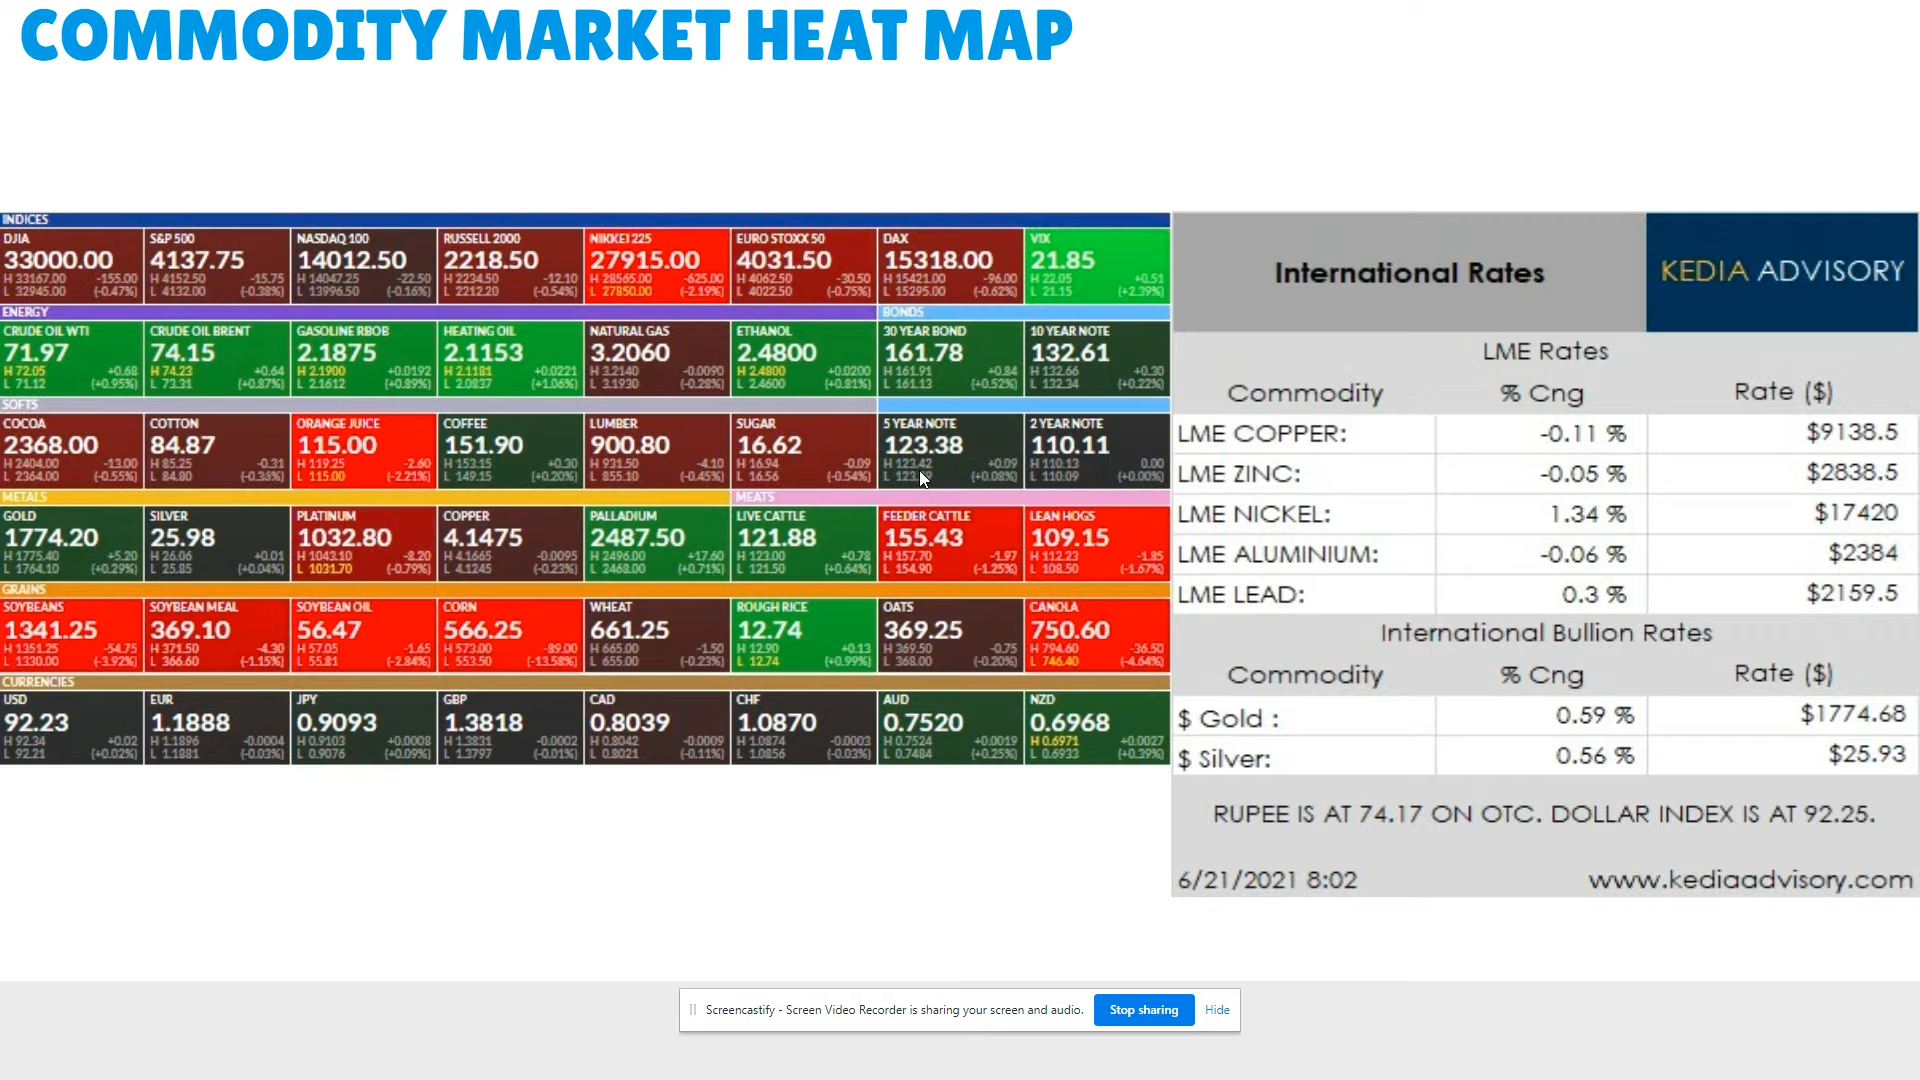 COMMODITY MARKET HEAT MAP
INDICES
DJIA S&P 500 NASDAQ 100 RUSSELL 2000 NIKKEI 225 EURO STOXX 50 DAX VIX
33000.00 4137.75 14012.50 2218.50 27915.00 4031.50 15318.00 21.85
H 33167.00 -155.00 H 4152.50 -15.75 H 14047.25 -22.50 H 2234.50 -12.10 H 28565.00 -625.00 H 4062.50 -30.50 H 15421.00 -96.00 H 22.05 +0.51
L 32945.00 (-0.47%) L 4132.00 (-0.38%) L 13996.50 (-0.16%) L 2212.20 (-0.54%) L 27850.00 (-2.19%) L 4022.50 (-0.75%) L 15295.00 (-0.62%) L 21.15 (+2.39%)
ENERGY BONDS
CRUDE OIL WTI CRUDE OIL BRENT GASOLINE RBOB HEATING OIL NATURAL GAS ETHANOL 30 YEAR BOND 10 YEAR NOTE
71.97 74.15 2.1875 2.1153 3.2060 2.4800 161.78 132.61
H 72.05 +0.68 H 74.23 +0.64 H 2.1900 +0.0192 H 2.1181 +0.0221 H 3.2140 -0.0090 H 2.4800 +0.0200 H 161.91 +0.84 H 132.66 +0.30
L 71.12 (+0.95%) L 73.31 (+0.87%) L 2.1612 (+0.89%) L 2.0837 (+1.06%) L 3.1930 (-0.28%) L 2.4600 (+0.81%) L 161.13 (+0.52%) L 132.34 (+0.22%)
SOFTS
COCOA COTTON ORANGE JUICE COFFEE LUMBER SUGAR 5 YEAR NOTE 2 YEAR NOTE
2368.00 84.87 115.00 151.90 900.80 16.62 123.38 110.11
H 2404.00 -13.00 H 85.25 -0.31 H 119.25 -2.60 H 153.15 +0.30 H 931.50 -4.10 H 16.94 -0.09 H 123.42 +0.09 H 110.13 0.00
L 2364.00 (-0.55%) L 84.80 (-0.36%) L 115.00 (-2.21%) L 149.15 (+0.20%) L 855.10 (-0.45%) L 16.56 (-0.54%) L (+0.08%) L 110.09 (+0.00%)
METALS MEATS
GOLD SILVER PLATINUM COPPER PALLADIUM LIVE CATTLE FEEDER CATTLE LEAN HOGS
1774.20 25.98 1032.80 4.1475 2487.50 121.88 155.43 109.15
H 1775.40 +5.20 H 26.06 +0.01 H 1043.10 -8.20 H 4.1665 -0.0095 H 2496.00 +17.60 H 123.00 +0.78 H 157.70 -1.97 H 112.23 -1.85
L 1764.10 (+0.29%) L 25.85 (+0.04%) L 1031.70 (-0.79%) L 4.1245 (-0.23%) L 2468.00 (+0.71%) L 121.50 (+0.64%) L 154.90 (-1.25%) L 108.50 (-1.67%)
GRAINS
SOYBEANS SOYBEAN MEAL SOYBEAN OIL CORN WHEAT ROUGH RICE OATS CANOLA
1341.25 369.10 56.47 566.25 661.25 12.74 369.25 750.60
H 1351.25 -54.75 H 371.50 -4.30 H 57.05 -1.65 H 573.00 -89.00 H 665.00 -1.50 H 12.90 +0.13 H 369.50 -0.75 H 794.60 -36.50
L 1330.00 (-3.92%) L 366.60 (-1.15%) L 55.81 (-2.84%) L 553.50 (-13.58%) L 655.00 (-0.23%) L 12.74 (+0.99%) L 368.00 (-0.20%) L 746.40 (-4.64%)
CURRENCIES
USD EUR JPY GBP CAD CHF AUD NZD
92.23 1.1888 0.9093 1.3818 0.8039 1.0870 0.7520 0.6968
H 92.34 +0.02 H 1.1896 -0.0004 H 0.9103 +0.0008 H 1.3831 -0.0002 H 0.8042 -0.0009 H 1.0874 -0.0003 H 0.7524 +0.0019 H 0.6971 +0.0027
L 92.21 (+0.02%) L 1.1881 (-0.03%) L 0.9076 (+0.09%) L 1.3797 (-0.01%) L 0.8021 (-0.11%) L 1.0856 (-0.03%) L 0.7484 (+0.25%) L 0.6933 (+0.39%)
International Rates KEDIA ADVISORY
LME Rates
Commodity % Cng Rate ($)
LME COPPER: -0.11 % $9138.5
LME ZINC: -0.05 % $2838.5
LME NICKEL: 1.34 % $17420
LME ALUMINIUM: -0.06 % $2384
LME LEAD: 0.3 % $2159.5
International Bullion Rates
Commodity % Cng Rate ($)
$ Gold : 0.59 % $1774.68
$ Silver: 0.56 % $25.93
RUPEE IS AT 74.17 ON OTC. DOLLAR INDEX IS AT 92.25.
6/21/2021 8:02 www.kediaadvisory.com
Screencastify - Screen Video Recorder is sharing your screen and audio. Stop sharing Hide